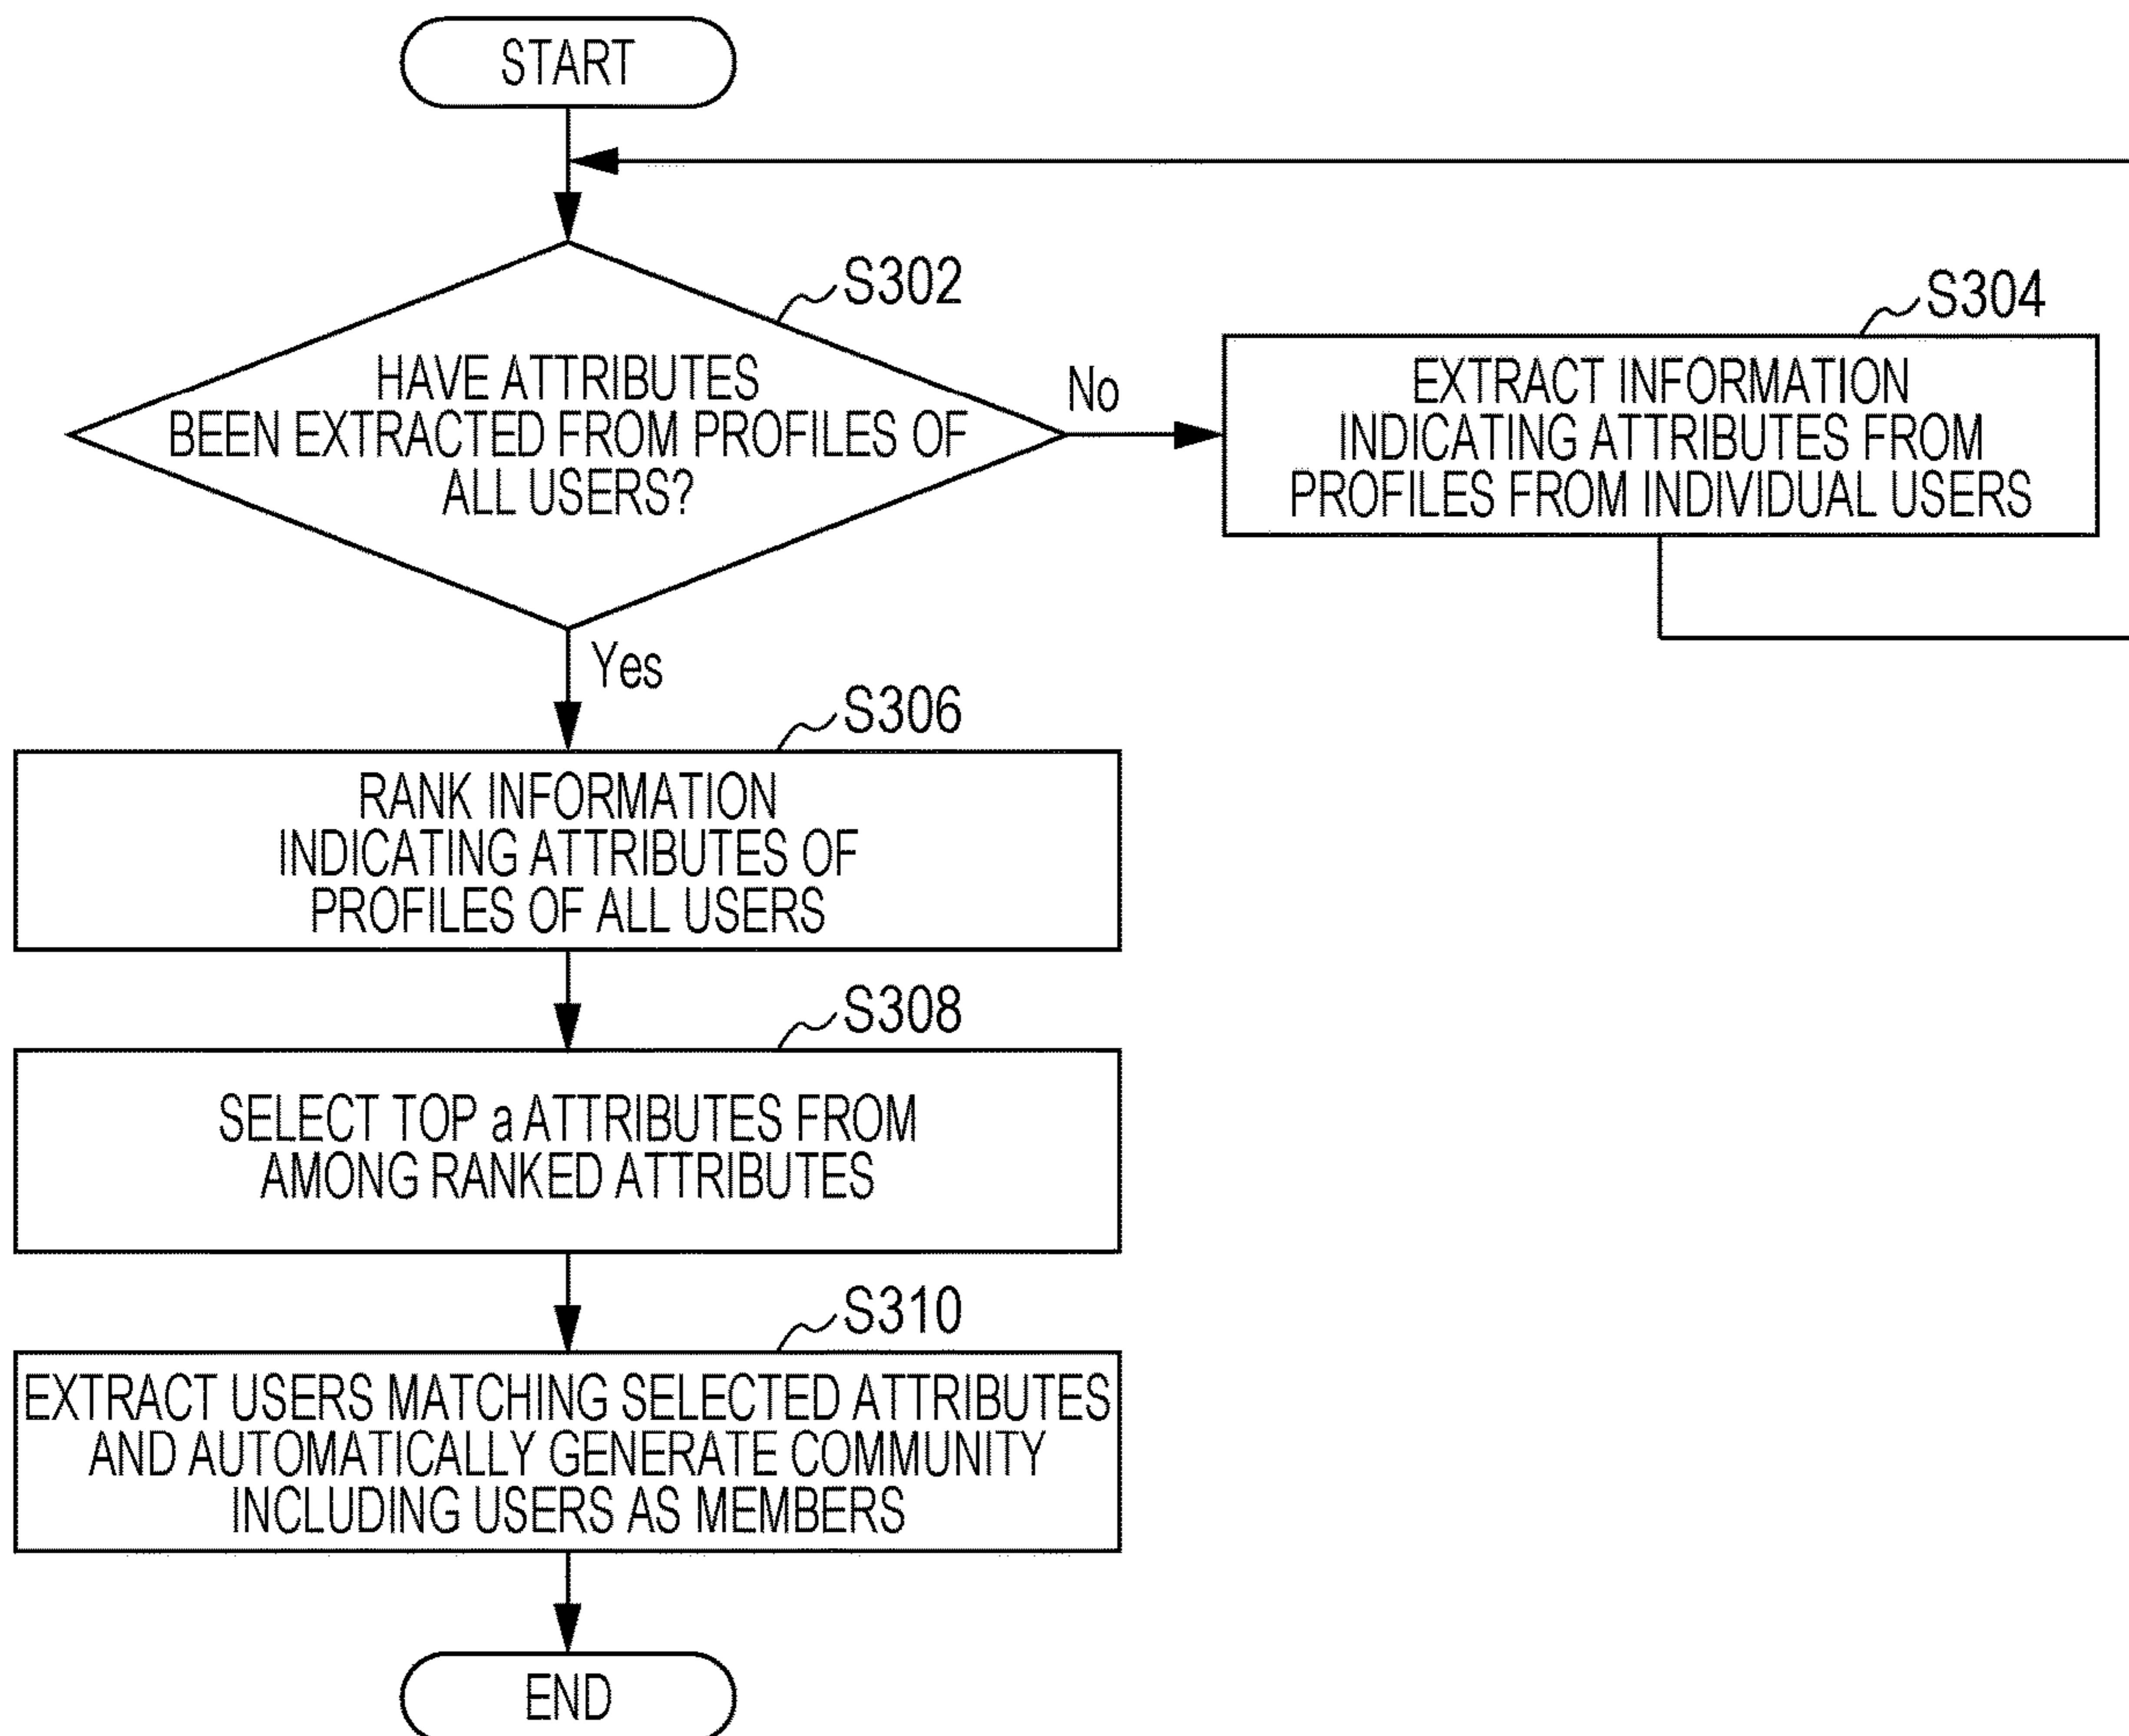 START
S302
HAVE ATTRIBUTES
BEEN EXTRACTED FROM PROFILES OF
ALL USERS?
No
S304
EXTRACT INFORMATION
INDICATING ATTRIBUTES FROM
PROFILES FROM INDIVIDUAL USERS
Yes
S306
RANK INFORMATION
INDICATING ATTRIBUTES OF
PROFILES OF ALL USERS
S308
SELECT TOP a ATTRIBUTES FROM
AMONG RANKED ATTRIBUTES
S310
EXTRACT USERS MATCHING SELECTED ATTRIBUTES
AND AUTOMATICALLY GENERATE COMMUNITY
INCLUDING USERS AS MEMBERS
END